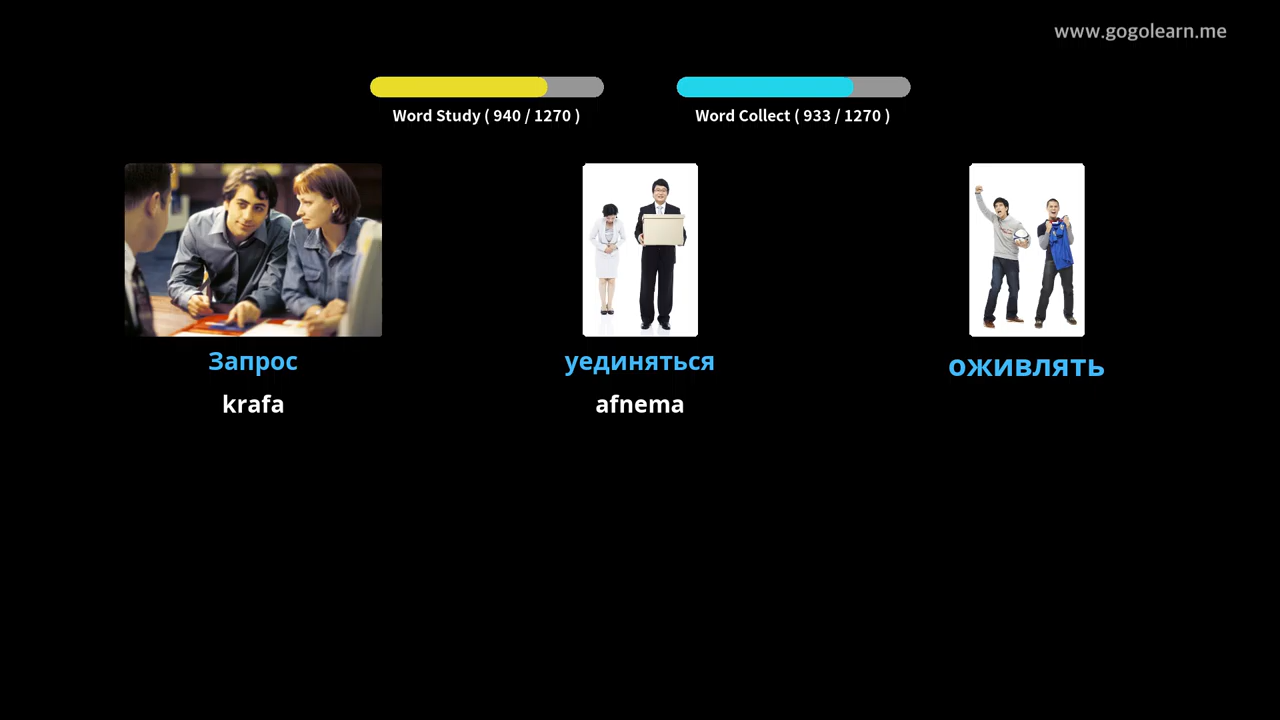 www.gogolearn.me
Word Study ( 940 / 1270 )
Word Collect ( 933 / 1270 )
Запрос
уединяться
оживлять
krafa
afnema